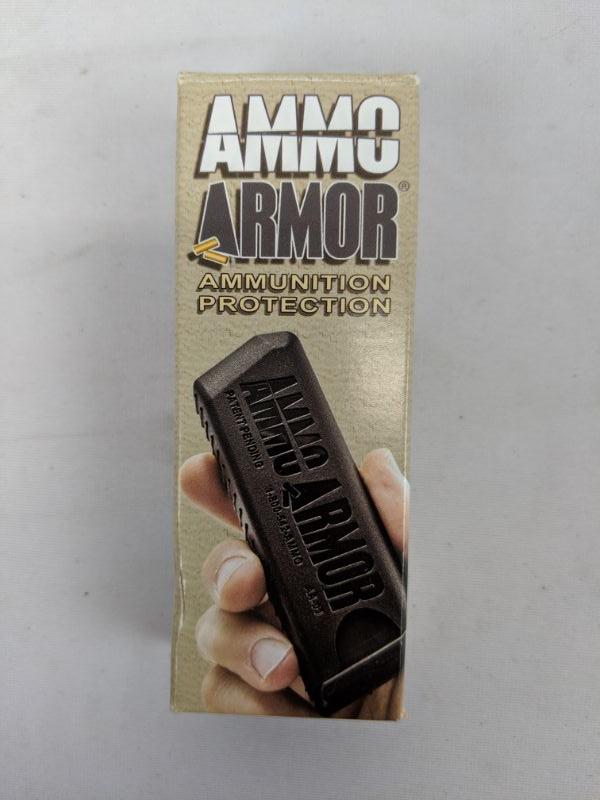 AMMO
ARMOR®
AMMUNITION
PROTECTION
AMMO
ARMOR
PATENT PENDING